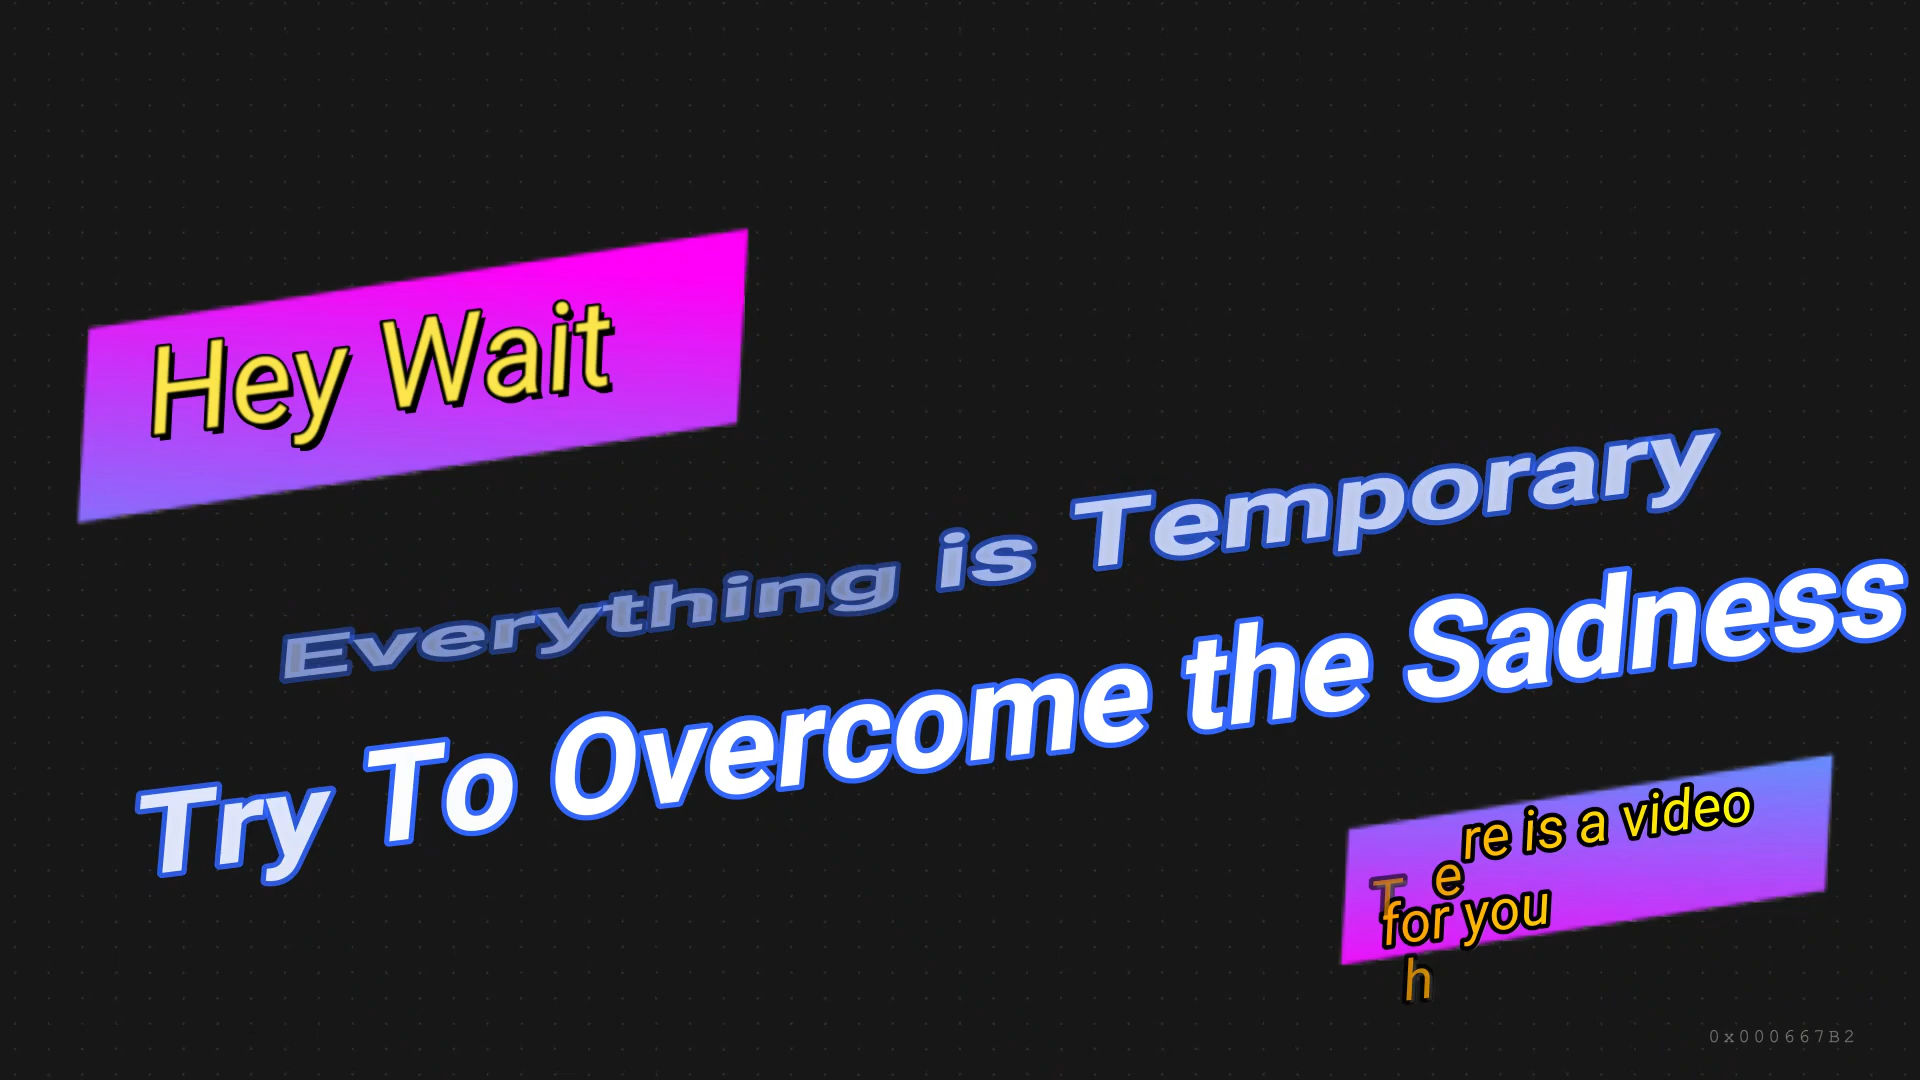 Hey Wait
Everything is Temporary
Try To Overcome the Sadness
There is a video
for you
0x000667B2